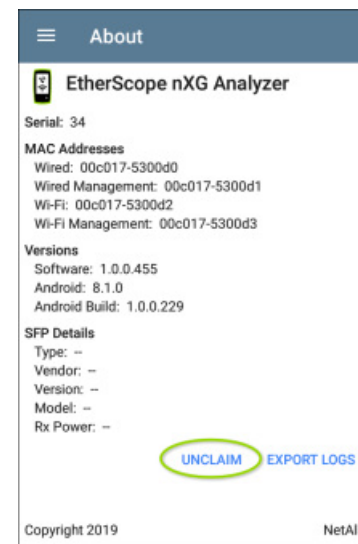 About
EtherScope nXG Analyzer
Serial: 34
MAC Addresses
Wired: 00c017-5300d0
Wired Management: 00c017-5300d1
Wi-Fi: 00c017-5300d2
Wi-Fi Management: 00c017-5300d3
Versions
Software: 1.0.0.455
Android: 8.1.0
Android Build: 1.0.0.229
SFP Details
Type: --
Vendor: --
Version: --
Model: --
Rx Power: --
UNCLAIM EXPORT LOGS
Copyright 2019 NetAl